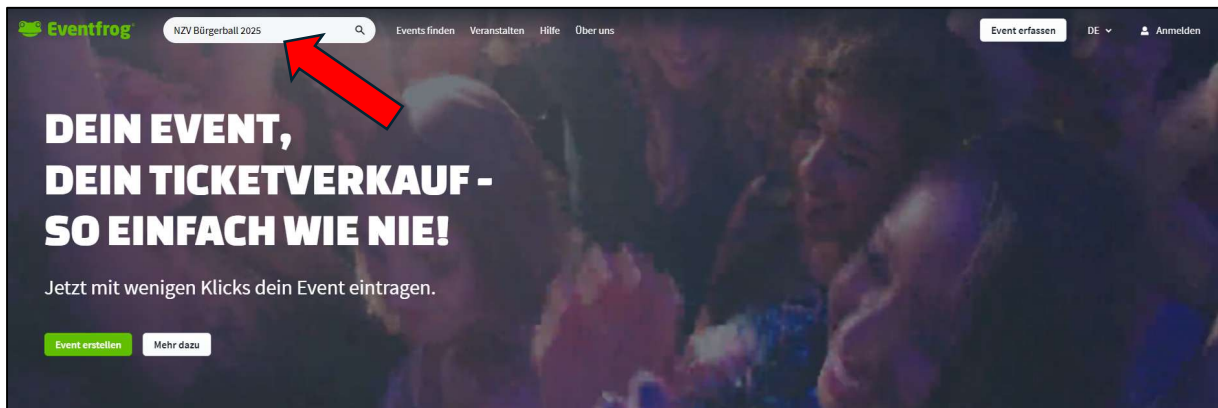 Eventfrog
NZV Bürgerball 2025
Events finden Veranstalten Hilfe Über uns
Event erfassen
DE
Anmelden
DEIN EVENT,
DEIN TICKETVERKAUF -
SO EINFACH WIE NIE!
Jetzt mit wenigen Klicks dein Event eintragen.
Event erstellen Mehr dazu